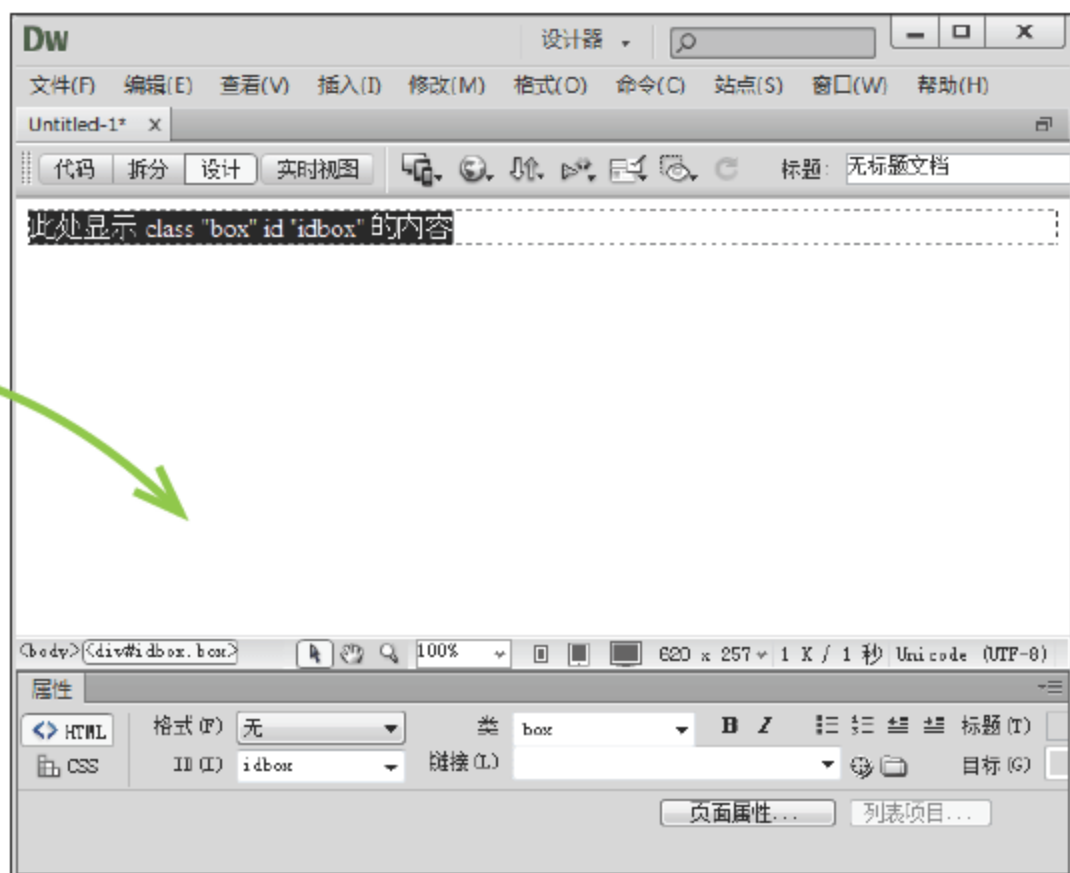 Dw 设计器
文件(F) 编辑(E) 查看(V) 插入(I) 修改(M) 格式(O) 命令(C) 站点(S) 窗口(W) 帮助(H)
Untitled-1* X
代码 拆分 设计 实时视图 标题: 无标题文档
此处显示 class "box" id "idbox" 的内容
<body><div#idbox.box> 100% 620 x 257 1 K / 1 秒 Unicode (UTF-8)
属性
<> HTML 格式(F) 无 类 box B I 标题(T)
CSS ID(I) idbox 链接(L) 目标(G)
页面属性... 列表项目...